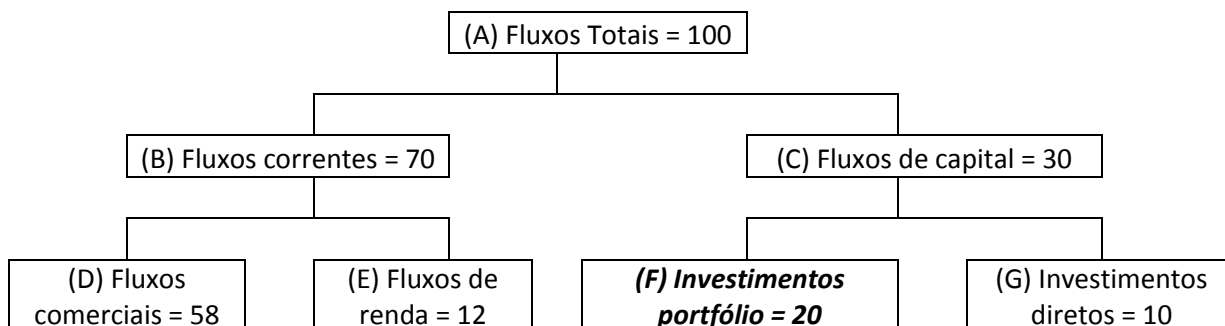 (A) Fluxos Totais = 100
(B) Fluxos correntes = 70
(C) Fluxos de capital = 30
(D) Fluxos
comerciais = 58
(E) Fluxos de
renda = 12
(F) Investimentos
portfólio = 20
(G) Investimentos
diretos = 10